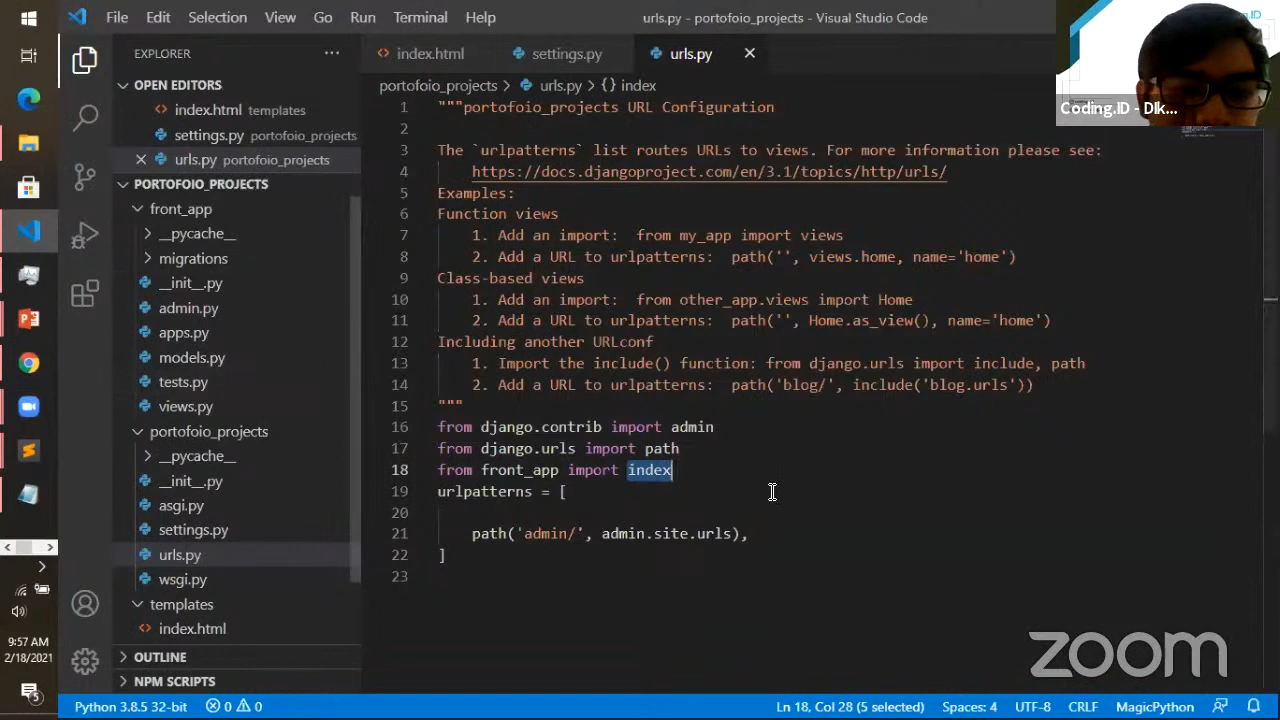 File Edit Selection View Go Run Terminal Help
urls.py - portofoio_projects - Visual Studio Code
EXPLORER
OPEN EDITORS
index.html templates
settings.py portofoio_projects
urls.py portofoio_projects
PORTOFOIO_PROJECTS
front_app
__pycache__
migrations
__init__.py
admin.py
apps.py
models.py
tests.py
views.py
portofoio_projects
__pycache__
__init__.py
asgi.py
settings.py
urls.py
wsgi.py
templates
index.html
OUTLINE
NPM SCRIPTS
index.html settings.py urls.py
portofoio_projects > urls.py > {} index
1 """portofoio_projects URL Configuration
2
3 The `urlpatterns` list routes URLs to views. For more information please see:
4 https://docs.djangoproject.com/en/3.1/topics/http/urls/
5 Examples:
6 Function views
7 1. Add an import: from my_app import views
8 2. Add a URL to urlpatterns: path('', views.home, name='home')
9 Class-based views
10 1. Add an import: from other_app.views import Home
11 2. Add a URL to urlpatterns: path('', Home.as_view(), name='home')
12 Including another URLconf
13 1. Import the include() function: from django.urls import include, path
14 2. Add a URL to urlpatterns: path('blog/', include('blog.urls'))
15 """
16 from django.contrib import admin
17 from django.urls import path
18 from front_app import index
19 urlpatterns = [
20
21 path('admin/', admin.site.urls),
22 ]
23
Coding.ID - Dik...
zoom
9:57 AM
2/18/2021
5
Python 3.8.5 32-bit 0 0 Ln 18, Col 28 (5 selected) Spaces: 4 UTF-8 CRLF MagicPython